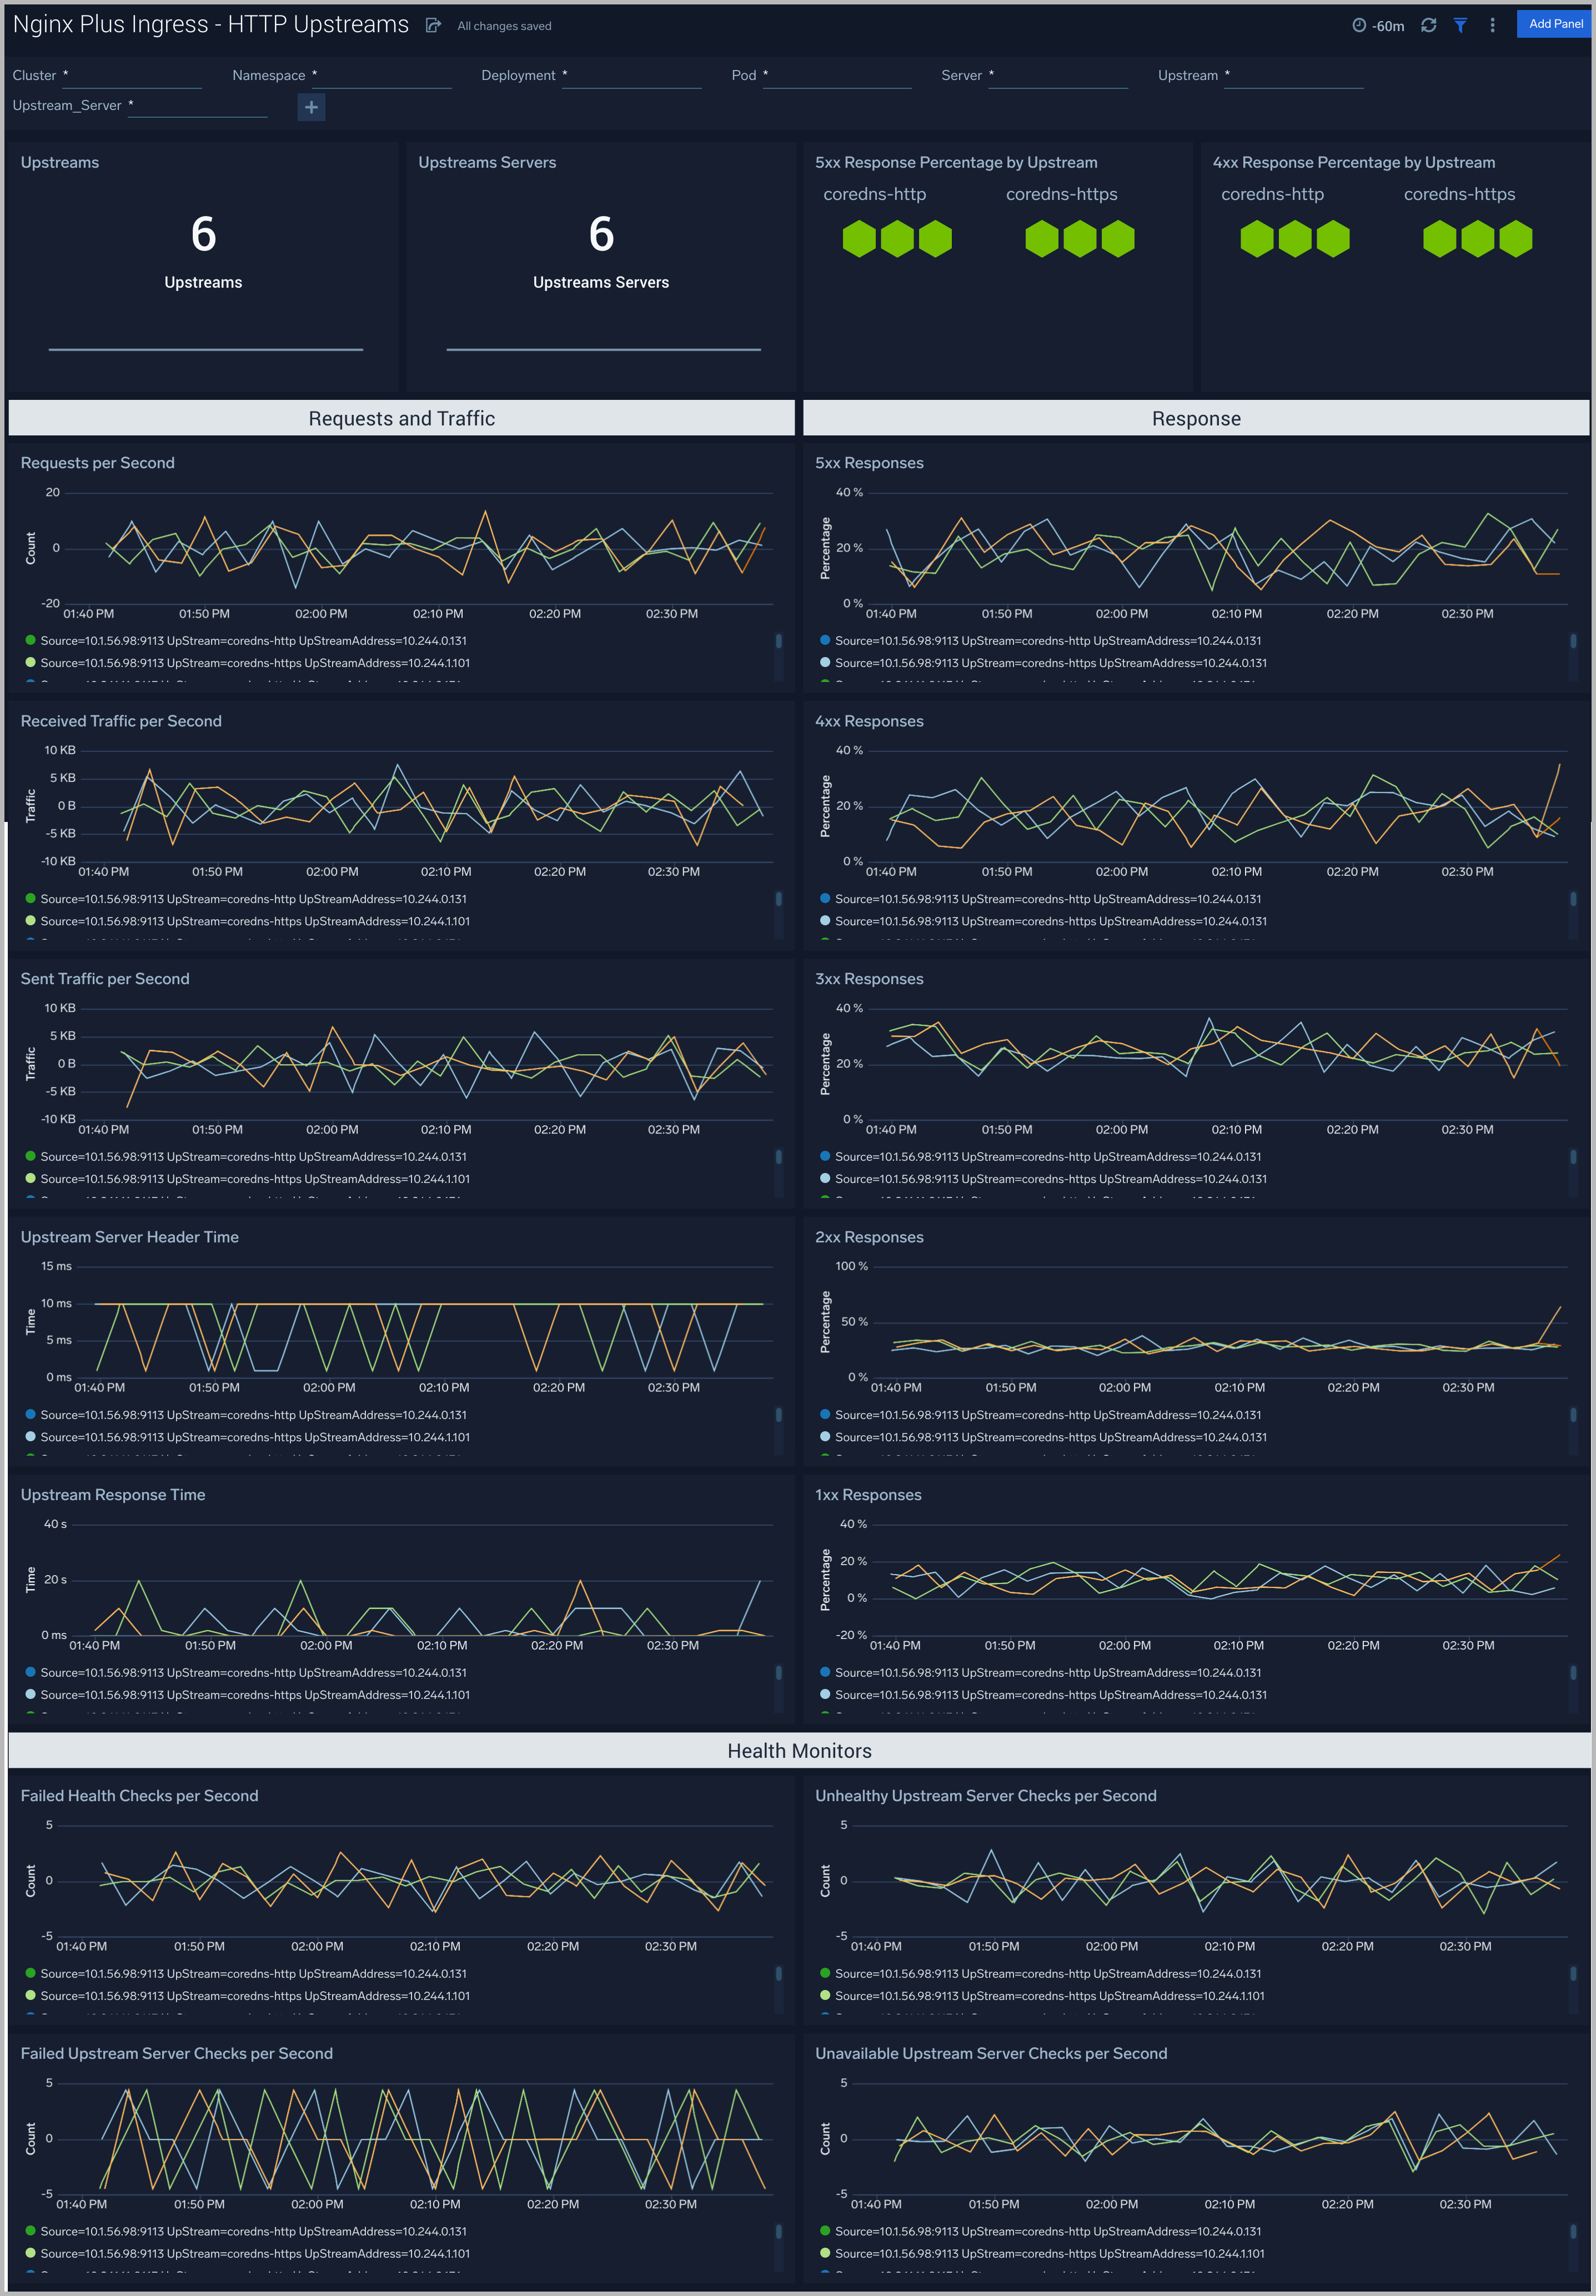 Nginx Plus Ingress - HTTP Upstreams All changes saved -60m Add Panel
Cluster * Namespace * Deployment * Pod * Server * Upstream *
Upstream_Server * +
Upstreams
6
Upstreams
Upstreams Servers
6
Upstreams Servers
5xx Response Percentage by Upstream
coredns-http coredns-https
4xx Response Percentage by Upstream
coredns-http coredns-https
Requests and Traffic
Response
Requests per Second
20
0
-20
Count
01:40 PM 01:50 PM 02:00 PM 02:10 PM 02:20 PM 02:30 PM
Source=10.1.56.98:9113 UpStream=coredns-http UpStreamAddress=10.244.0.131
Source=10.1.56.98:9113 UpStream=coredns-https UpStreamAddress=10.244.1.101
5xx Responses
40 %
20 %
0 %
Percentage
01:40 PM 01:50 PM 02:00 PM 02:10 PM 02:20 PM 02:30 PM
Source=10.1.56.98:9113 UpStream=coredns-http UpStreamAddress=10.244.0.131
Source=10.1.56.98:9113 UpStream=coredns-https UpStreamAddress=10.244.0.131
Received Traffic per Second
10 KB
5 KB
0 B
-5 KB
-10 KB
Traffic
01:40 PM 01:50 PM 02:00 PM 02:10 PM 02:20 PM 02:30 PM
Source=10.1.56.98:9113 UpStream=coredns-http UpStreamAddress=10.244.0.131
Source=10.1.56.98:9113 UpStream=coredns-https UpStreamAddress=10.244.1.101
4xx Responses
40 %
20 %
0 %
Percentage
01:40 PM 01:50 PM 02:00 PM 02:10 PM 02:20 PM 02:30 PM
Source=10.1.56.98:9113 UpStream=coredns-http UpStreamAddress=10.244.0.131
Source=10.1.56.98:9113 UpStream=coredns-https UpStreamAddress=10.244.0.131
Sent Traffic per Second
10 KB
5 KB
0 B
-5 KB
-10 KB
Traffic
01:40 PM 01:50 PM 02:00 PM 02:10 PM 02:20 PM 02:30 PM
Source=10.1.56.98:9113 UpStream=coredns-http UpStreamAddress=10.244.0.131
Source=10.1.56.98:9113 UpStream=coredns-https UpStreamAddress=10.244.1.101
3xx Responses
40 %
20 %
0 %
Percentage
01:40 PM 01:50 PM 02:00 PM 02:10 PM 02:20 PM 02:30 PM
Source=10.1.56.98:9113 UpStream=coredns-http UpStreamAddress=10.244.0.131
Source=10.1.56.98:9113 UpStream=coredns-https UpStreamAddress=10.244.0.131
Upstream Server Header Time
15 ms
10 ms
5 ms
0 ms
Time
01:40 PM 01:50 PM 02:00 PM 02:10 PM 02:20 PM 02:30 PM
Source=10.1.56.98:9113 UpStream=coredns-http UpStreamAddress=10.244.0.131
Source=10.1.56.98:9113 UpStream=coredns-https UpStreamAddress=10.244.1.101
2xx Responses
100 %
50 %
0 %
Percentage
01:40 PM 01:50 PM 02:00 PM 02:10 PM 02:20 PM 02:30 PM
Source=10.1.56.98:9113 UpStream=coredns-http UpStreamAddress=10.244.0.131
Source=10.1.56.98:9113 UpStream=coredns-https UpStreamAddress=10.244.0.131
Upstream Response Time
40 s
20 s
0 ms
Time
01:40 PM 01:50 PM 02:00 PM 02:10 PM 02:20 PM 02:30 PM
Source=10.1.56.98:9113 UpStream=coredns-http UpStreamAddress=10.244.0.131
Source=10.1.56.98:9113 UpStream=coredns-https UpStreamAddress=10.244.1.101
1xx Responses
40 %
20 %
0 %
-20 %
Percentage
01:40 PM 01:50 PM 02:00 PM 02:10 PM 02:20 PM 02:30 PM
Source=10.1.56.98:9113 UpStream=coredns-http UpStreamAddress=10.244.0.131
Source=10.1.56.98:9113 UpStream=coredns-https UpStreamAddress=10.244.0.131
Health Monitors
Failed Health Checks per Second
5
0
-5
Count
01:40 PM 01:50 PM 02:00 PM 02:10 PM 02:20 PM 02:30 PM
Source=10.1.56.98:9113 UpStream=coredns-http UpStreamAddress=10.244.0.131
Source=10.1.56.98:9113 UpStream=coredns-https UpStreamAddress=10.244.1.101
Unhealthy Upstream Server Checks per Second
5
0
-5
Count
01:40 PM 01:50 PM 02:00 PM 02:10 PM 02:20 PM 02:30 PM
Source=10.1.56.98:9113 UpStream=coredns-http UpStreamAddress=10.244.0.131
Source=10.1.56.98:9113 UpStream=coredns-https UpStreamAddress=10.244.1.101
Failed Upstream Server Checks per Second
5
0
-5
Count
01:40 PM 01:50 PM 02:00 PM 02:10 PM 02:20 PM 02:30 PM
Source=10.1.56.98:9113 UpStream=coredns-http UpStreamAddress=10.244.0.131
Source=10.1.56.98:9113 UpStream=coredns-https UpStreamAddress=10.244.1.101
Unavailable Upstream Server Checks per Second
5
0
-5
Count
01:40 PM 01:50 PM 02:00 PM 02:10 PM 02:20 PM 02:30 PM
Source=10.1.56.98:9113 UpStream=coredns-http UpStreamAddress=10.244.0.131
Source=10.1.56.98:9113 UpStream=coredns-https UpStreamAddress=10.244.1.101